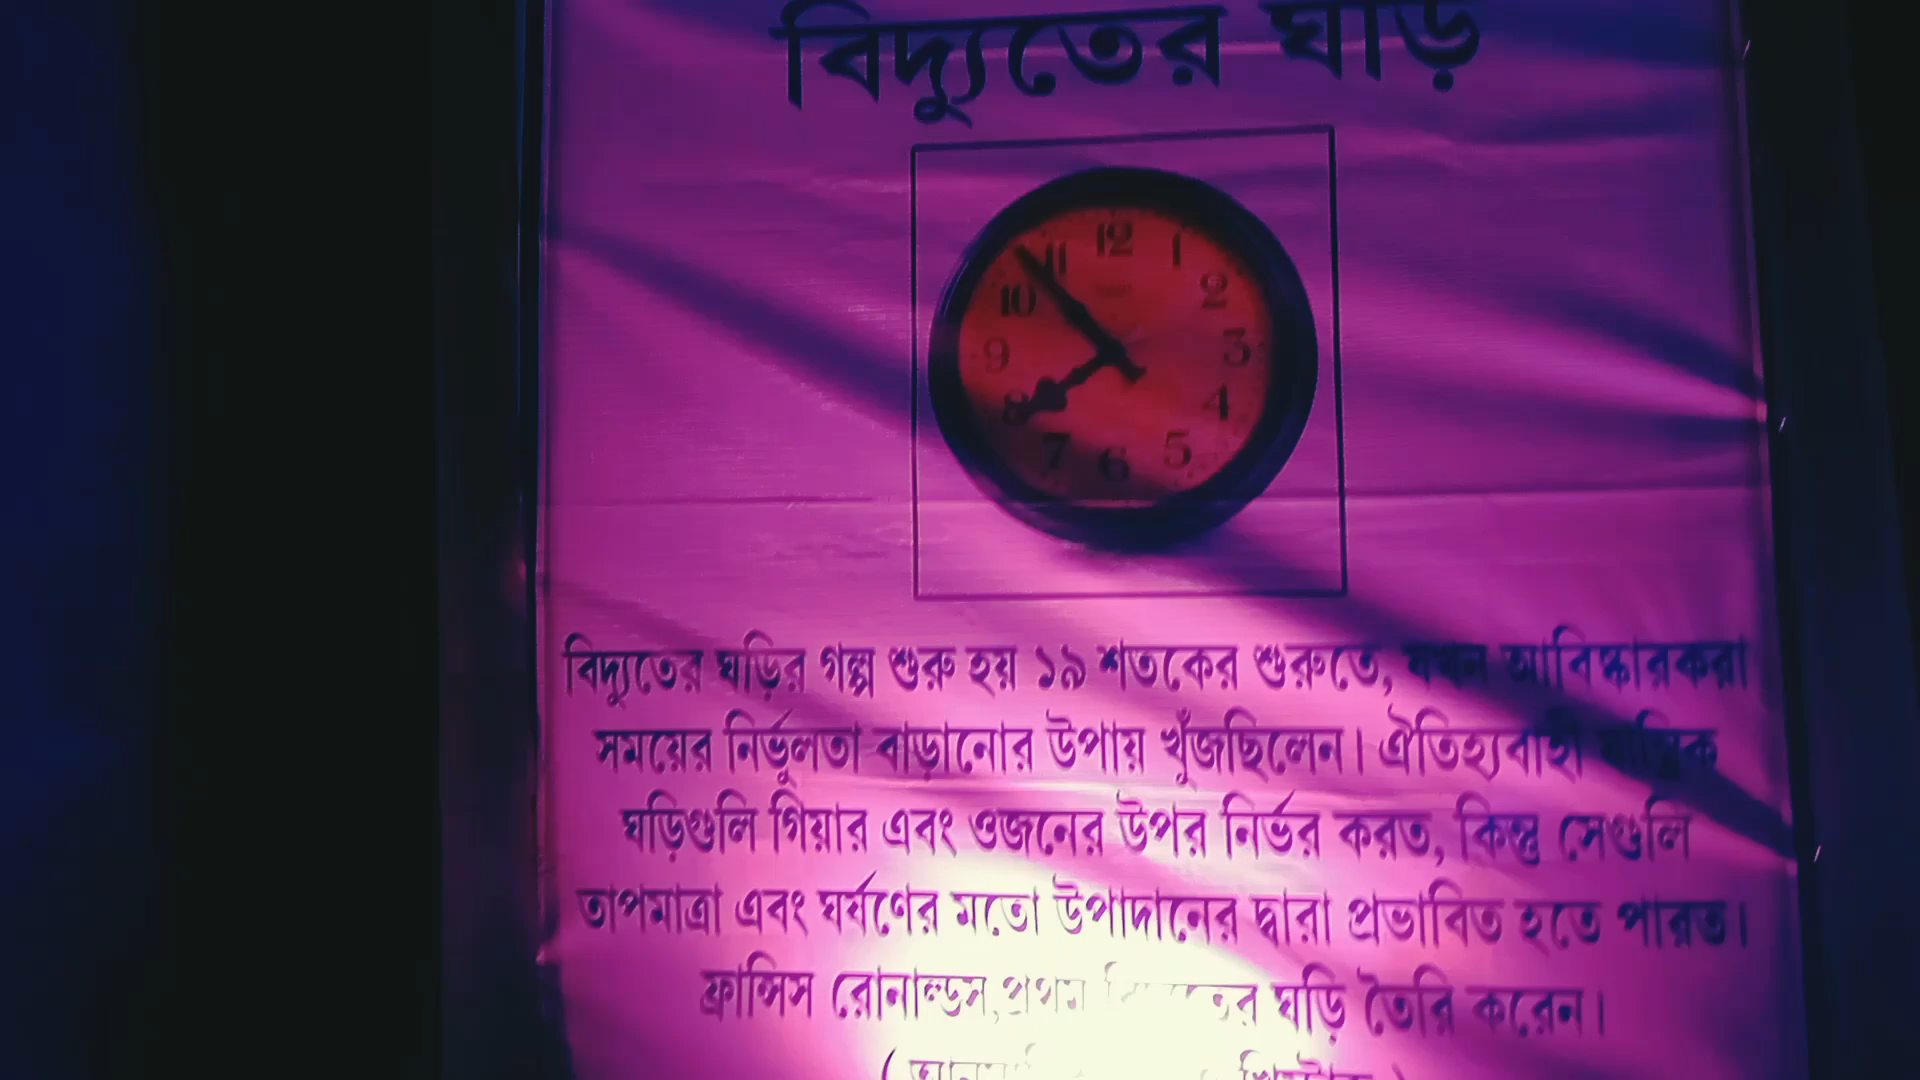 বিদ্যুতের ঘড়ি
12
1
2
3
4
5
6
7
8
9
10
11
বিদ্যুতের ঘড়ির গল্প শুরু হয় ১৯ শতকের শুরুতে, যখন আবিস্কারকরা
সময়ের নির্ভুলতা বাড়ানোর উপায় খুঁজছিলেন। ঐতিহ্যবাহী যান্ত্রিক
ঘড়িগুলি গিয়ার এবং ওজনের উপর নির্ভর করত, কিন্তু সেগুলি
তাপমাত্রা এবং ঘর্ষণের মতো উপাদানের দ্বারা প্রভাবিত হতে পারত।
ফ্রান্সিস রোনাল্ডস,প্রথম ঘড়ি তৈরি করেন।